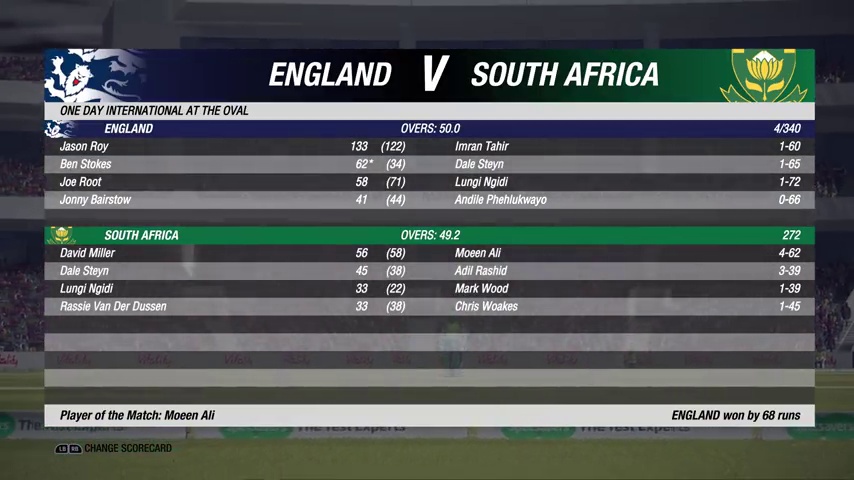 ENGLAND V SOUTH AFRICA
ONE DAY INTERNATIONAL AT THE OVAL
ENGLAND OVERS: 50.0 4/340
Jason Roy 133 (122) Imran Tahir 1-60
Ben Stokes 62* (34) Dale Steyn 1-65
Joe Root 58 (71) Lungi Ngidi 1-72
Jonny Bairstow 41 (44) Andile Phehlukwayo 0-66
SOUTH AFRICA OVERS: 49.2 272
David Miller 56 (58) Moeen Ali 4-62
Dale Steyn 45 (38) Adil Rashid 3-39
Lungi Ngidi 33 (22) Mark Wood 1-39
Rassie Van Der Dussen 33 (38) Chris Woakes 1-45
Player of the Match: Moeen Ali ENGLAND won by 68 runs
The Test Experts
LB RB CHANGE SCORECARD